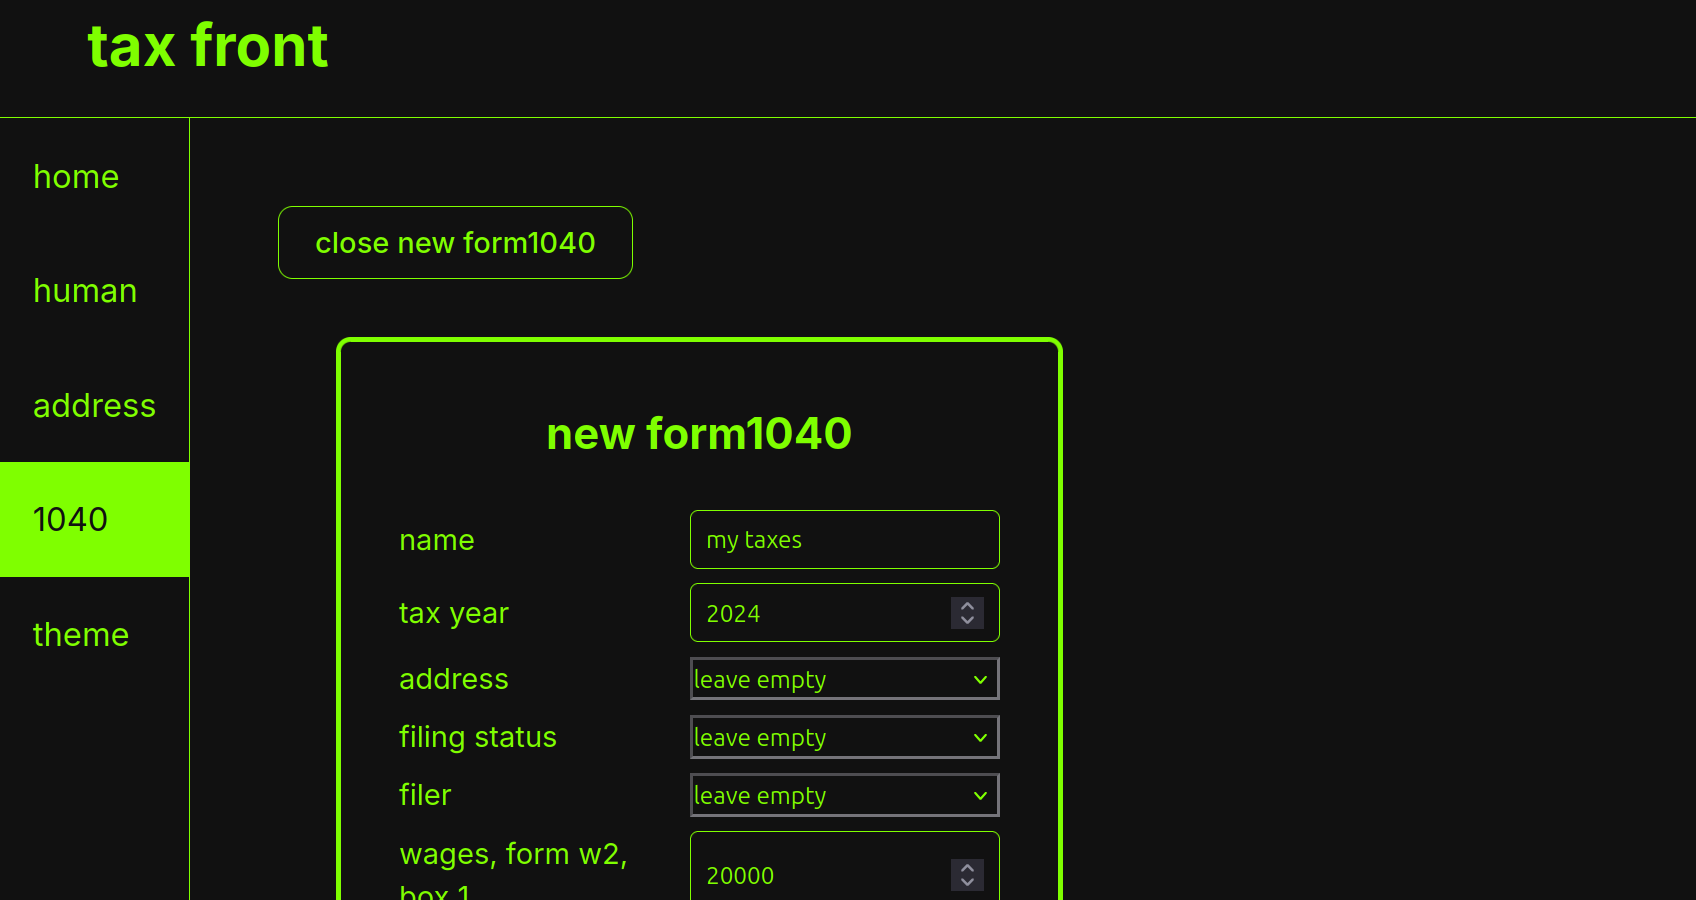 tax front
home
human
address
1040
theme
close new form1040
new form1040
name my taxes
tax year 2024
address leave empty
filing status leave empty
filer leave empty
wages, form w2, 20000
box 1